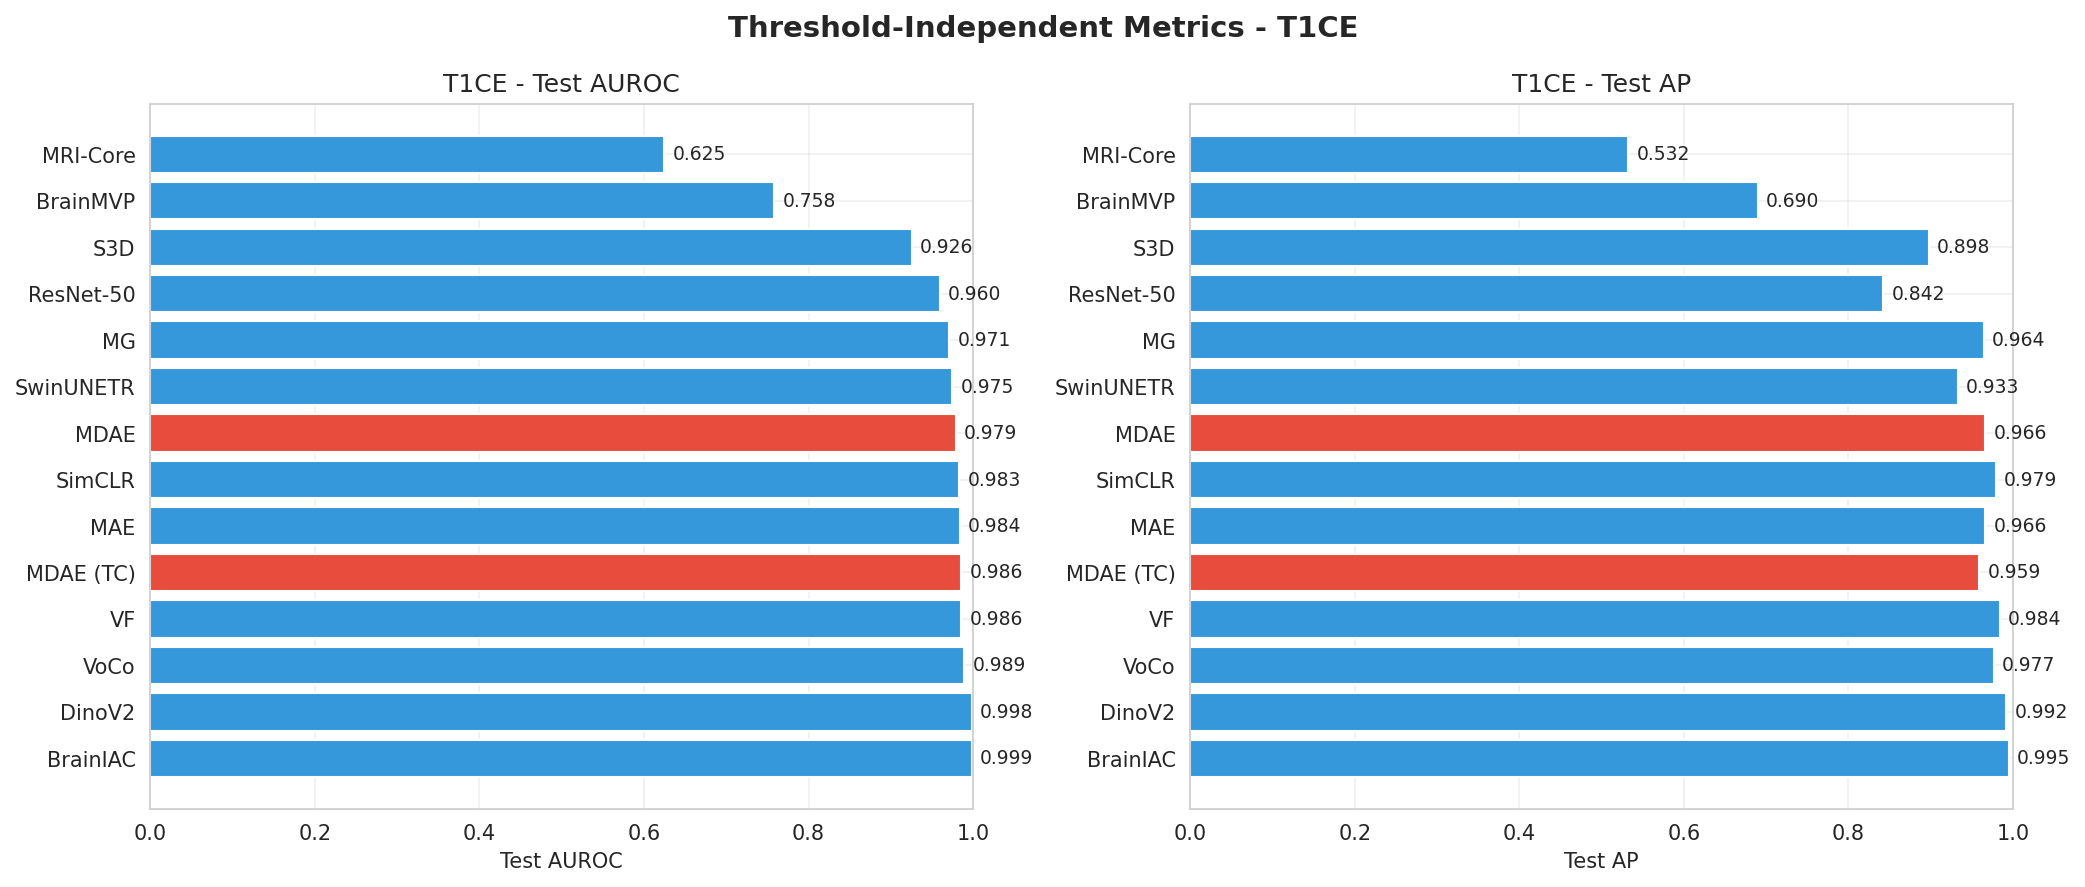 Threshold-Independent Metrics - T1CE
T1CE - Test AUROC
MRI-Core 0.625
BrainMVP 0.758
S3D 0.926
ResNet-50 0.960
MG 0.971
SwinUNETR 0.975
MDAE 0.979
SimCLR 0.983
MAE 0.984
MDAE (TC) 0.986
VF 0.986
VoCo 0.989
DinoV2 0.998
BrainIAC 0.999
0.0 0.2 0.4 0.6 0.8 1.0
Test AUROC
T1CE - Test AP
MRI-Core 0.532
BrainMVP 0.690
S3D 0.898
ResNet-50 0.842
MG 0.964
SwinUNETR 0.933
MDAE 0.966
SimCLR 0.979
MAE 0.966
MDAE (TC) 0.959
VF 0.984
VoCo 0.977
DinoV2 0.992
BrainIAC 0.995
0.0 0.2 0.4 0.6 0.8 1.0
Test AP